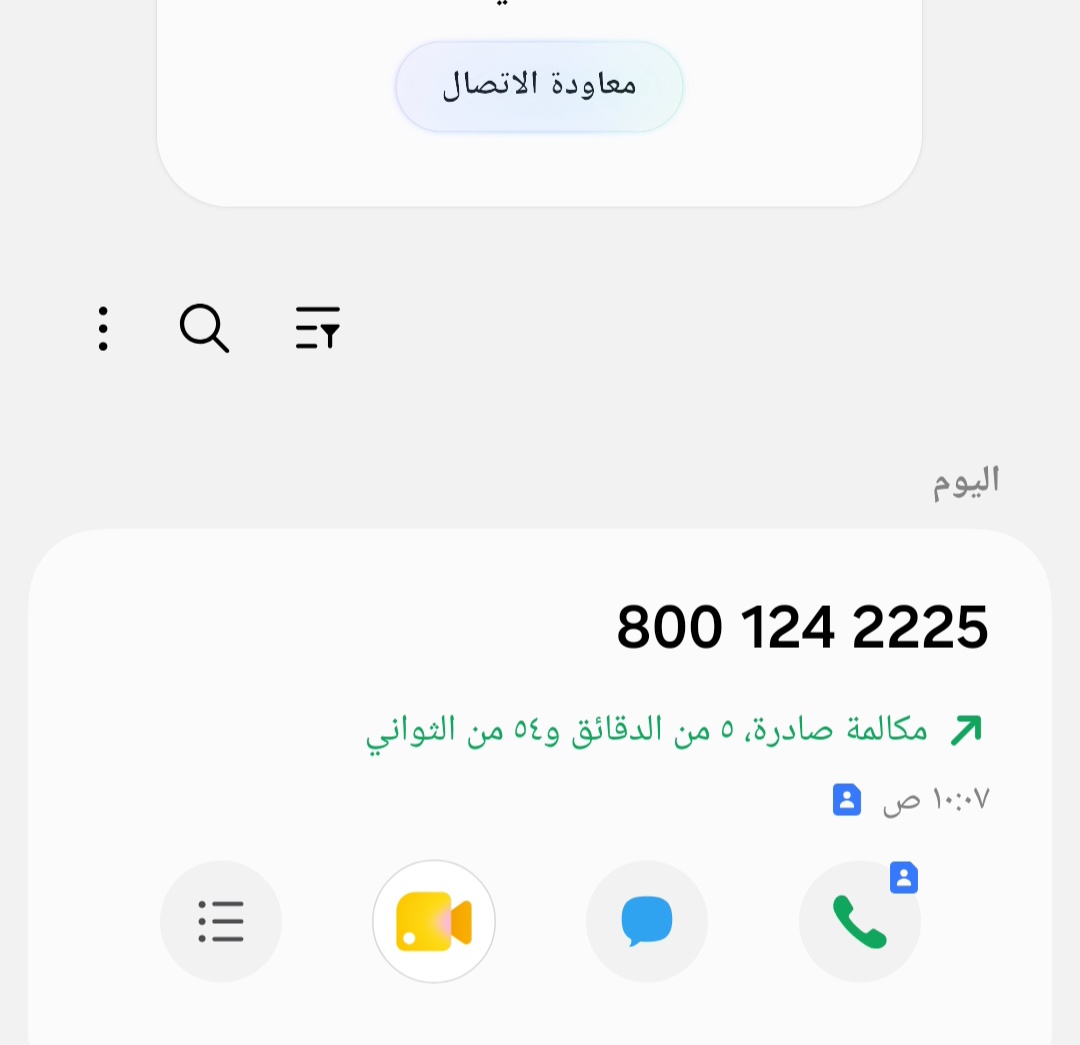 معاودة الاتصال
اليوم
800 124 2225
مكالمة صادرة، ٥ من الدقائق و٥٤ من الثواني
١٠:٠٧ ص